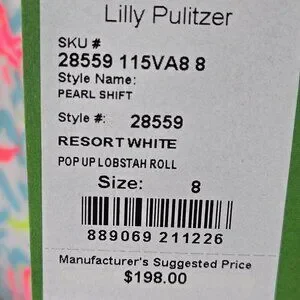 Lilly Pulitzer
SKU #
28559 115VA8 8
Style Name:
PEARL SHIFT
Style #: 28559
RESORT WHITE
POP UP LOBSTAH ROLL
Size: 8
889069 211226
Manufacturer's Suggested Price
$198.00